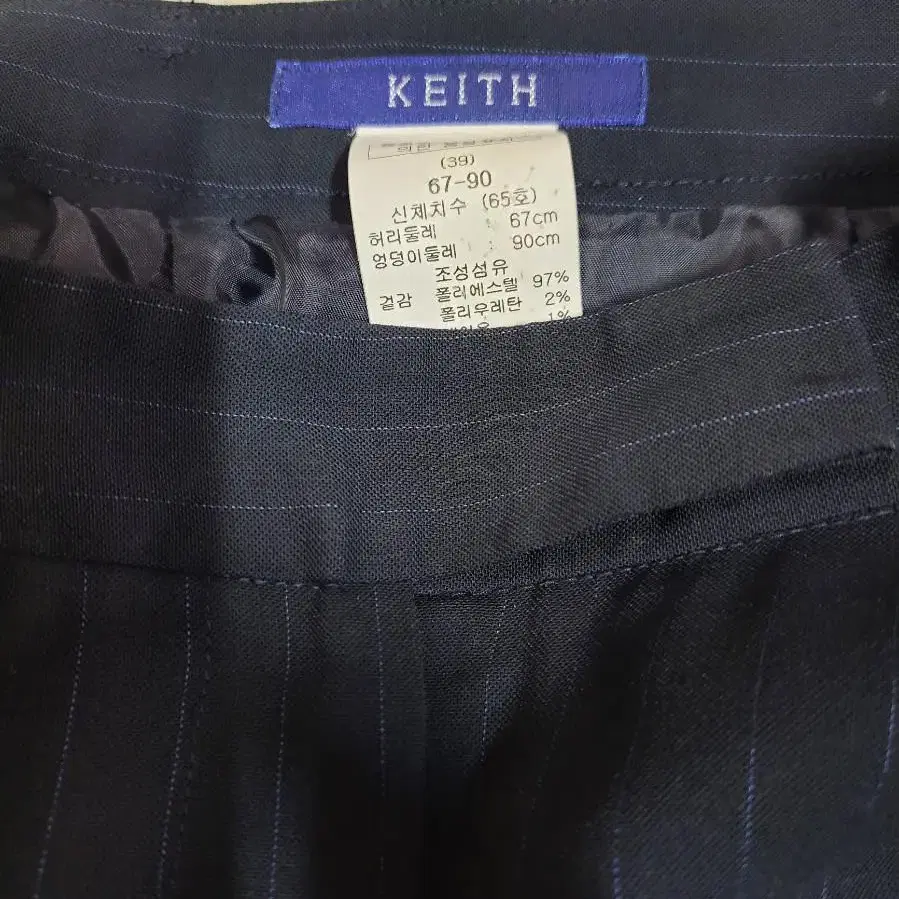 KEITH
(39)
67-90
신체치수 (65호)
허리둘레 : 67cm
엉덩이둘레 : 90cm
조성섬유
겉감 폴리에스텔 97%
폴리우레탄 2%
1%